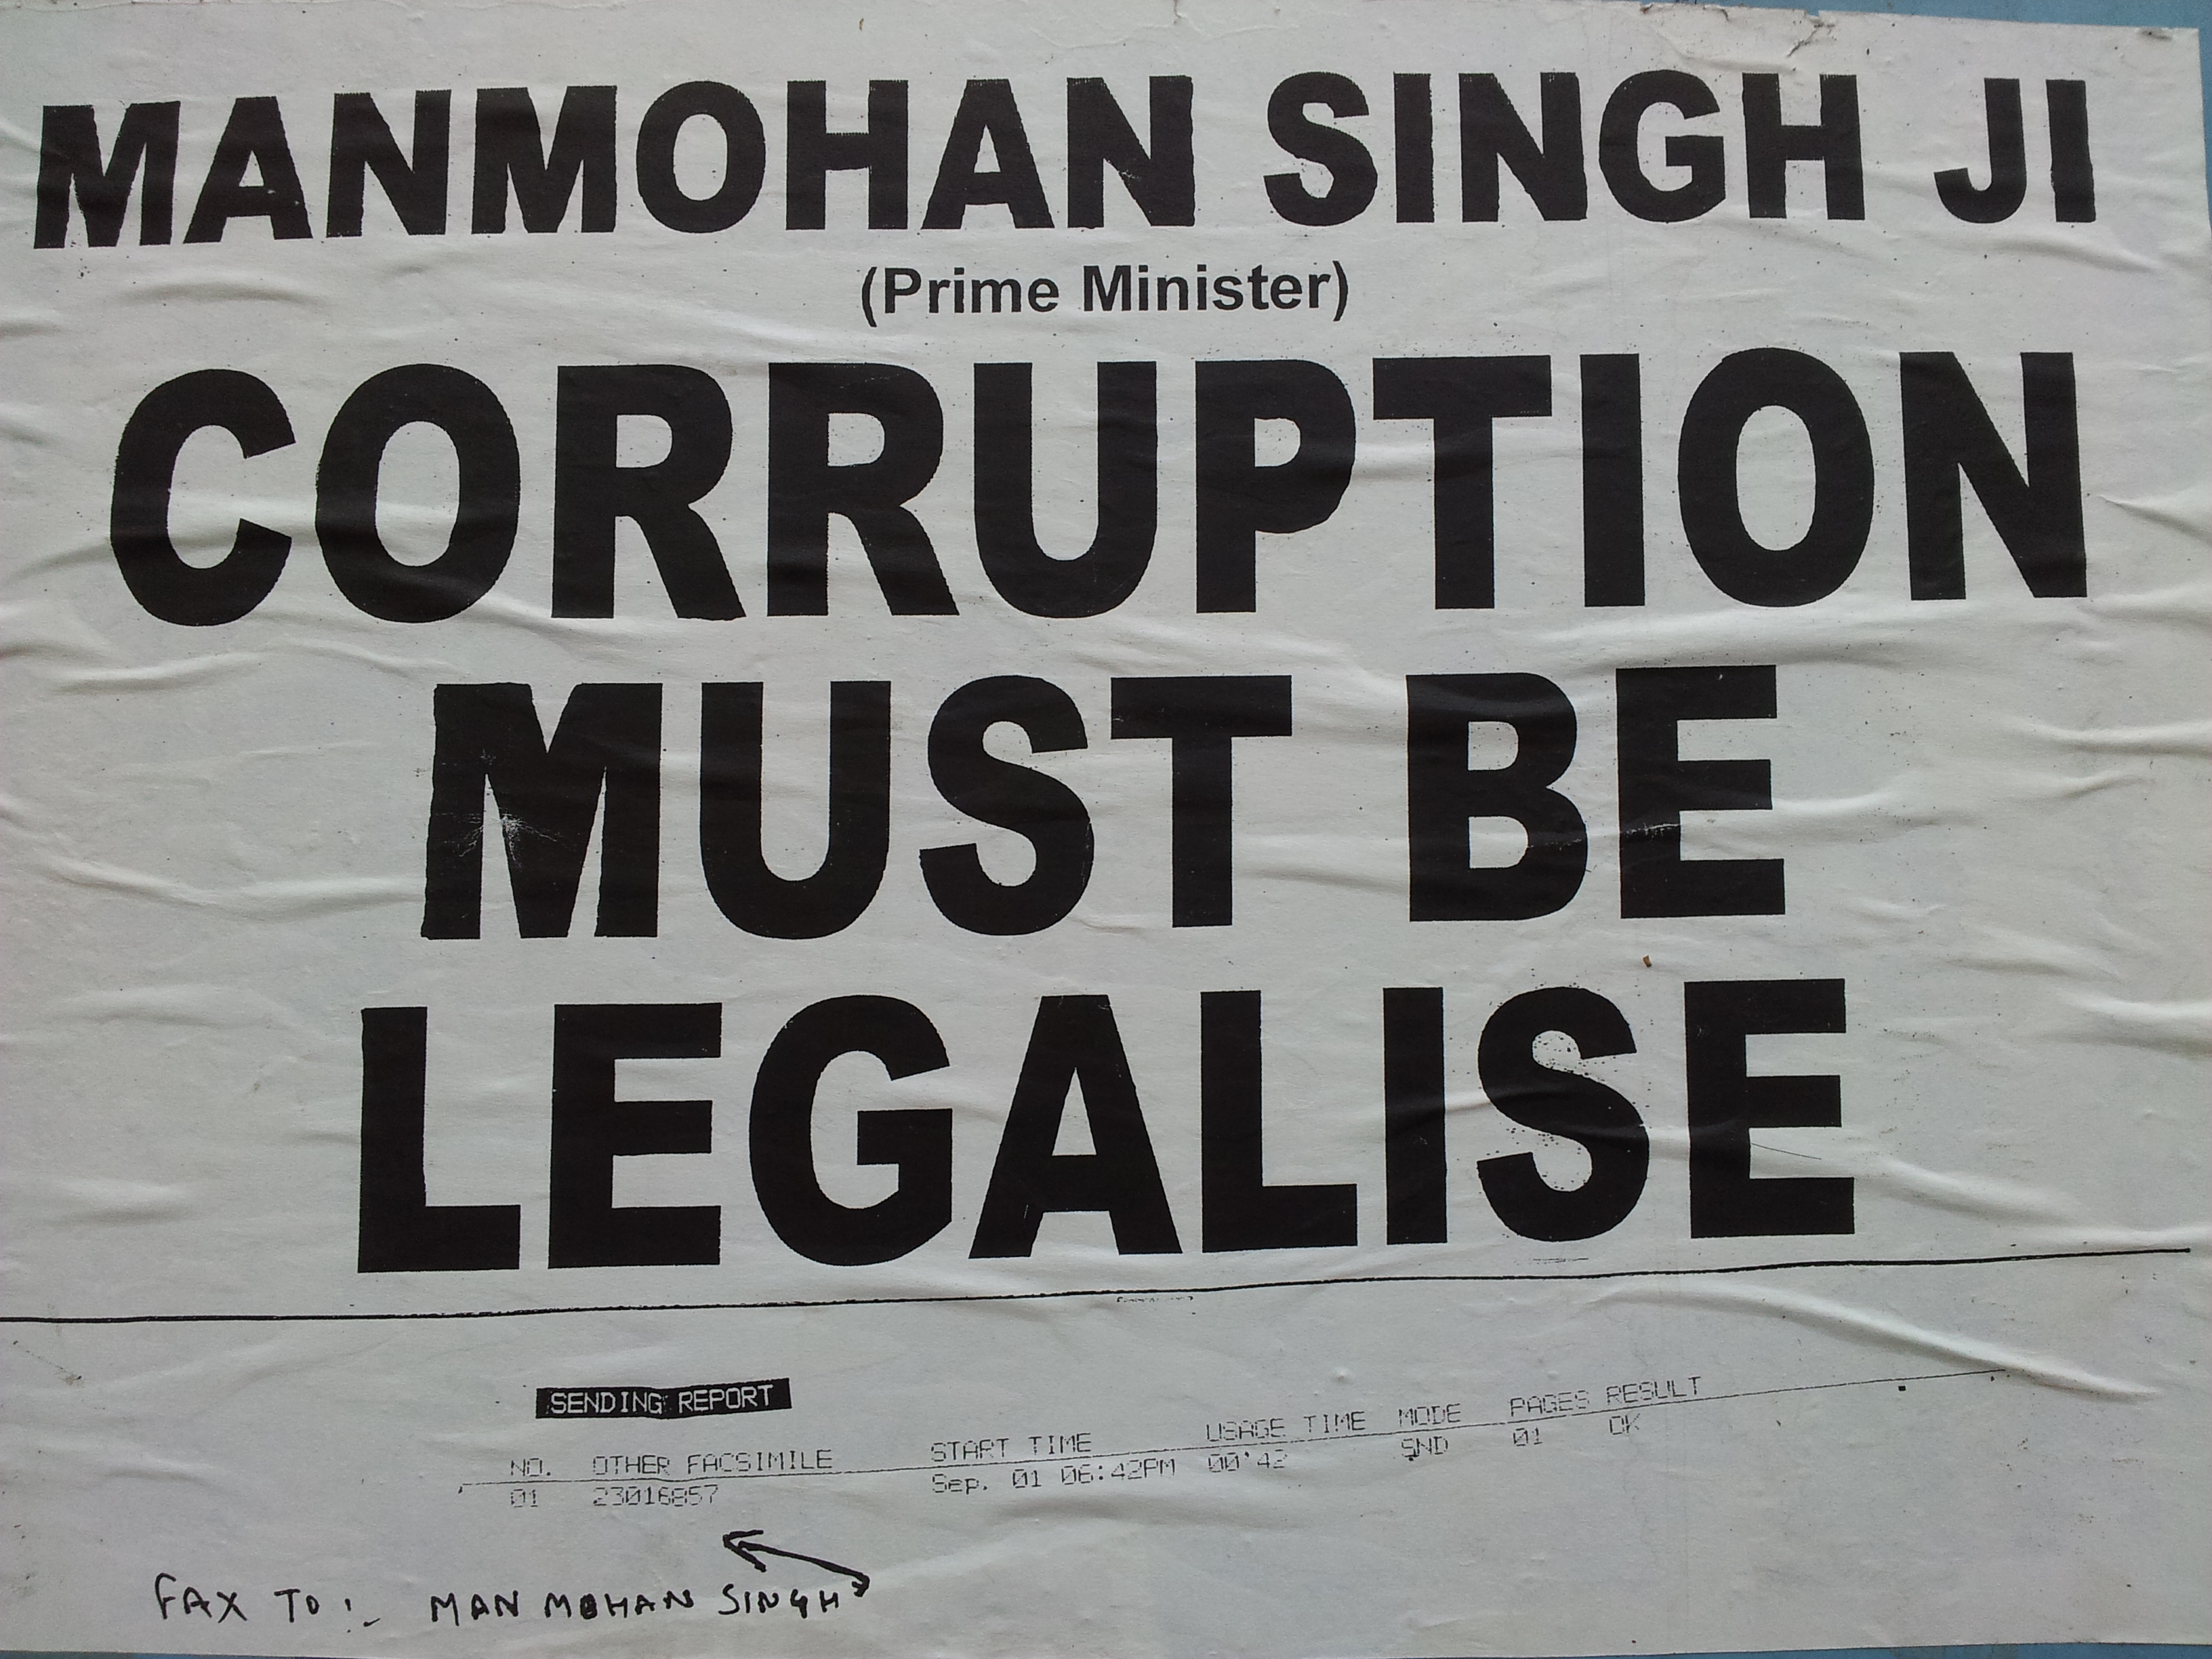 MANMOHAN SINGH JI
(Prime Minister)
CORRUPTION
MUST BE
LEGALISE
SENDING REPORT
NO. OTHER FACSIMILE START TIME USAGE TIME MODE PAGES RESULT
01 23016857 Sep. 01 06:42PM 00'42 SND 01 OK
FAX TO:- MAN MOHAN SINGH